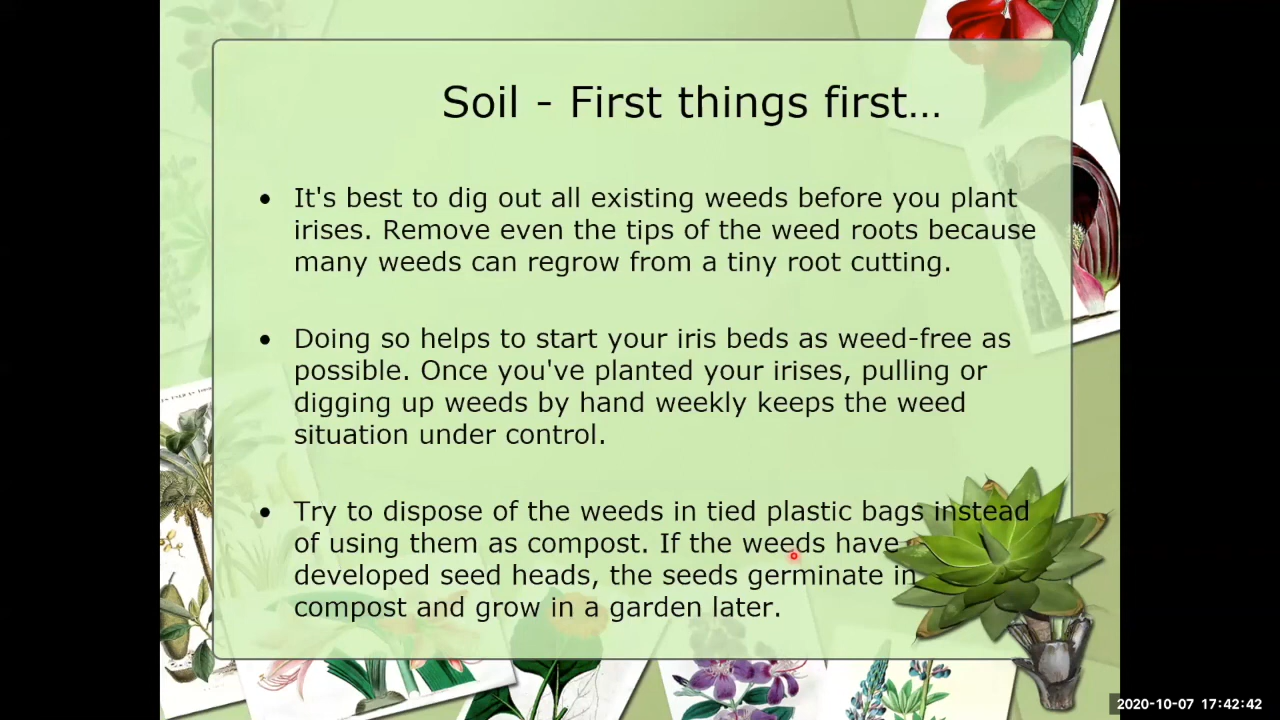 Soil - First things first...
• It's best to dig out all existing weeds before you plant
irises. Remove even the tips of the weed roots because
many weeds can regrow from a tiny root cutting.
• Doing so helps to start your iris beds as weed-free as
possible. Once you've planted your irises, pulling or
digging up weeds by hand weekly keeps the weed
situation under control.
• Try to dispose of the weeds in tied plastic bags instead
of using them as compost. If the weeds have
developed seed heads, the seeds germinate in
compost and grow in a garden later.
2020-10-07 17:42:42